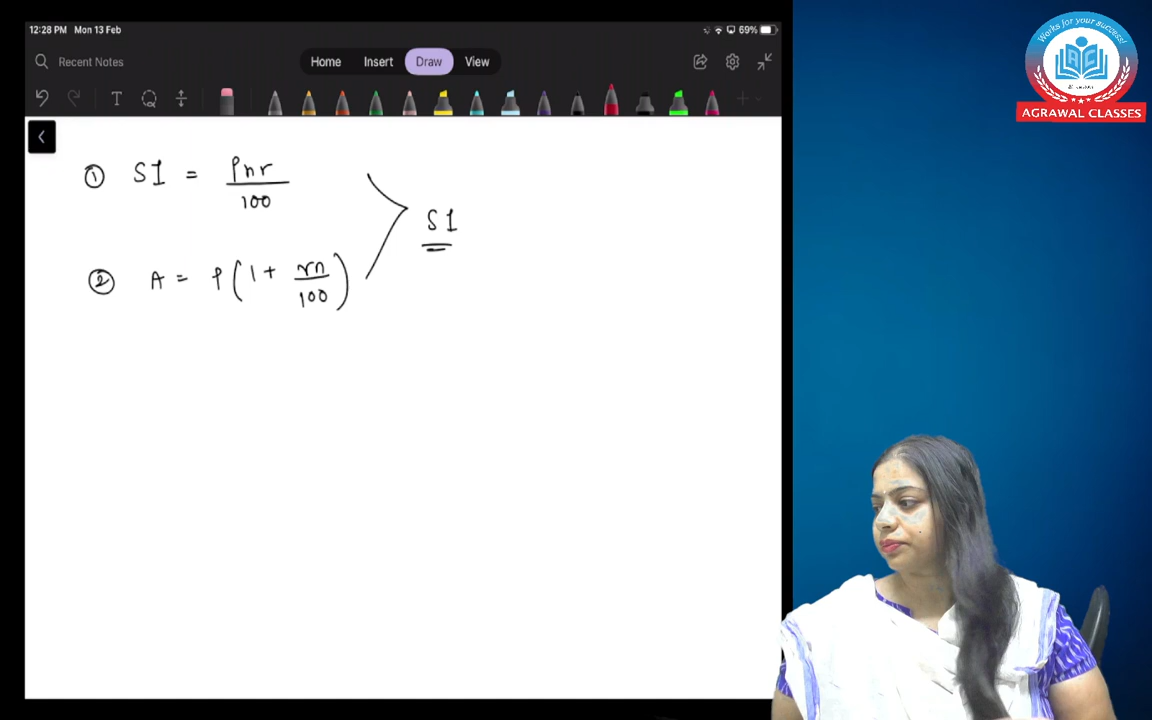 12:28 PM Mon 13 Feb
69%
Recent Notes
Home Insert Draw View
T
① SI = Pnr/100
② A = P(1 + rn/100)
SI
Works for your success!
AC
AGRAWAL CLASSES